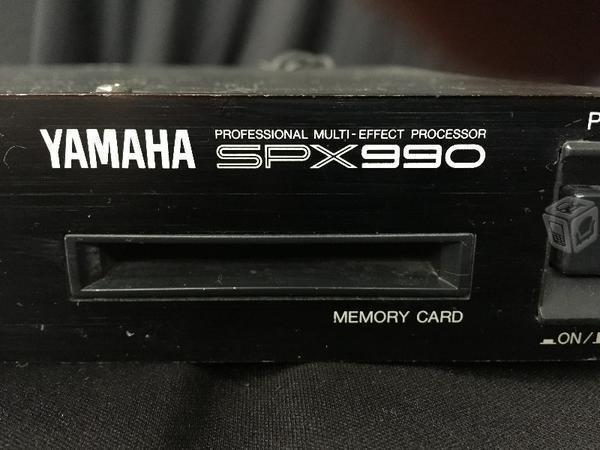 YAMAHA
PROFESSIONAL MULTI-EFFECT PROCESSOR
SPX990
MEMORY CARD
ON/